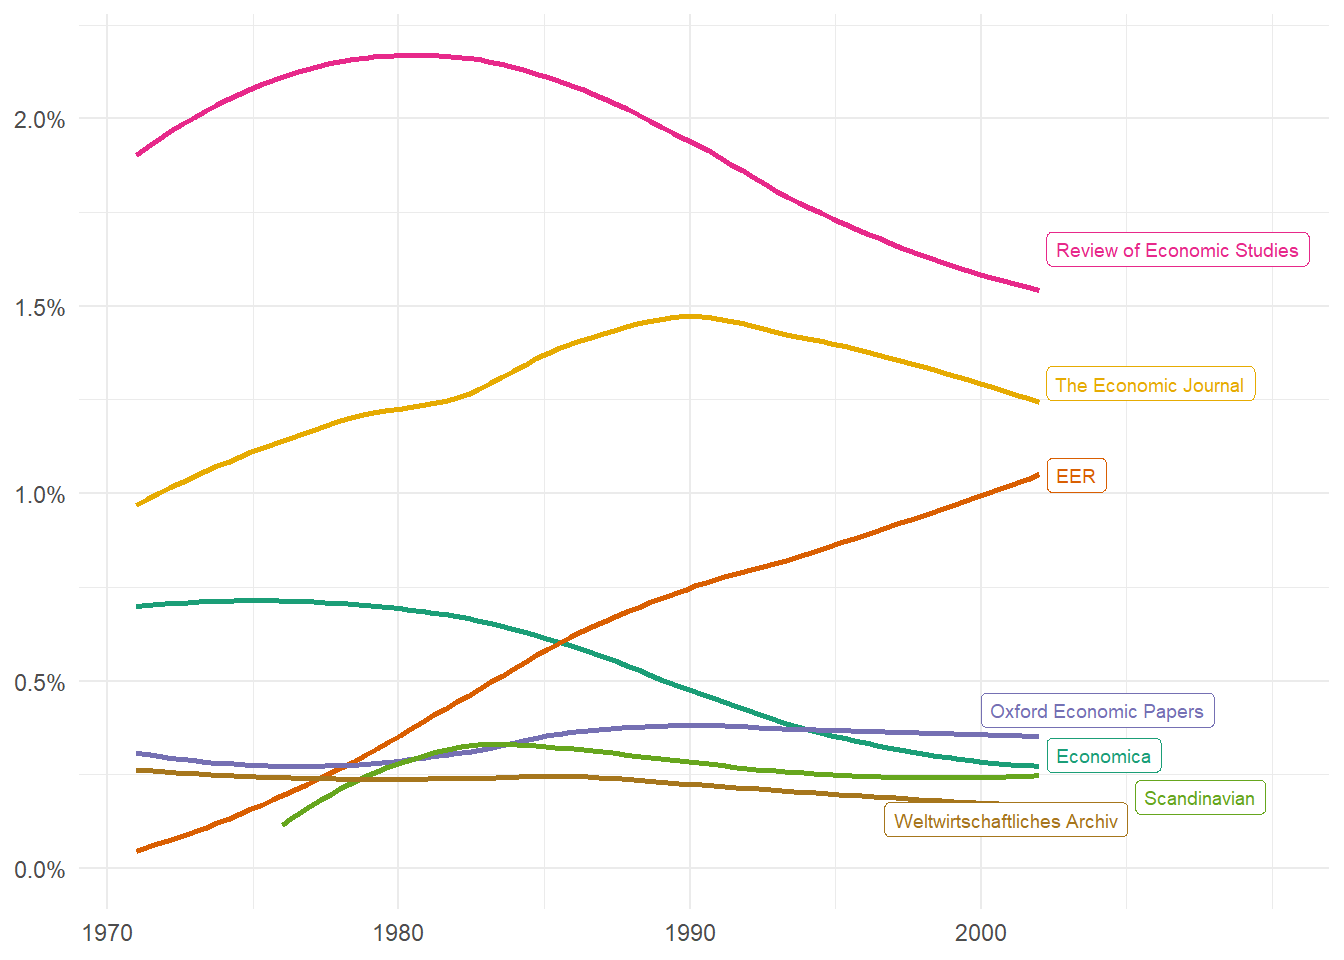 2.0%
Review of Economic Studies
1.5%
The Economic Journal
EER
1.0%
0.5%
Oxford Economic Papers
Economica
Scandinavian
Weltwirtschaftliches Archiv
0.0%
1970
1980
1990
2000